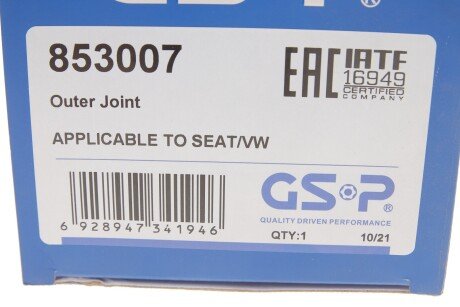 GSP ®
853007
EAC IATF
16949
CERTIFIED
COMPANY
Outer Joint
APPLICABLE TO SEAT/VW
GSP ®
QUALITY DRIVEN PERFORMANCE
6 928947 341946
QTY:1 10/21